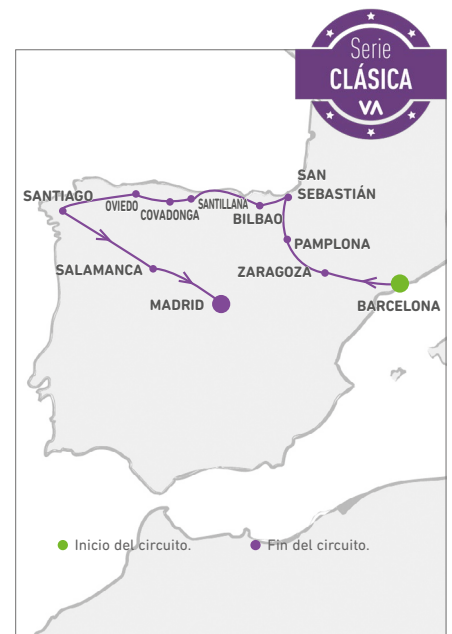 Serie
CLÁSICA
VA
SAN
SEBASTIÁN
SANTIAGO
OVIEDO
COVADONGA
SANTILLANA
BILBAO
PAMPLONA
SALAMANCA
ZARAGOZA
MADRID
BARCELONA
Inicio del circuito.
Fin del circuito.